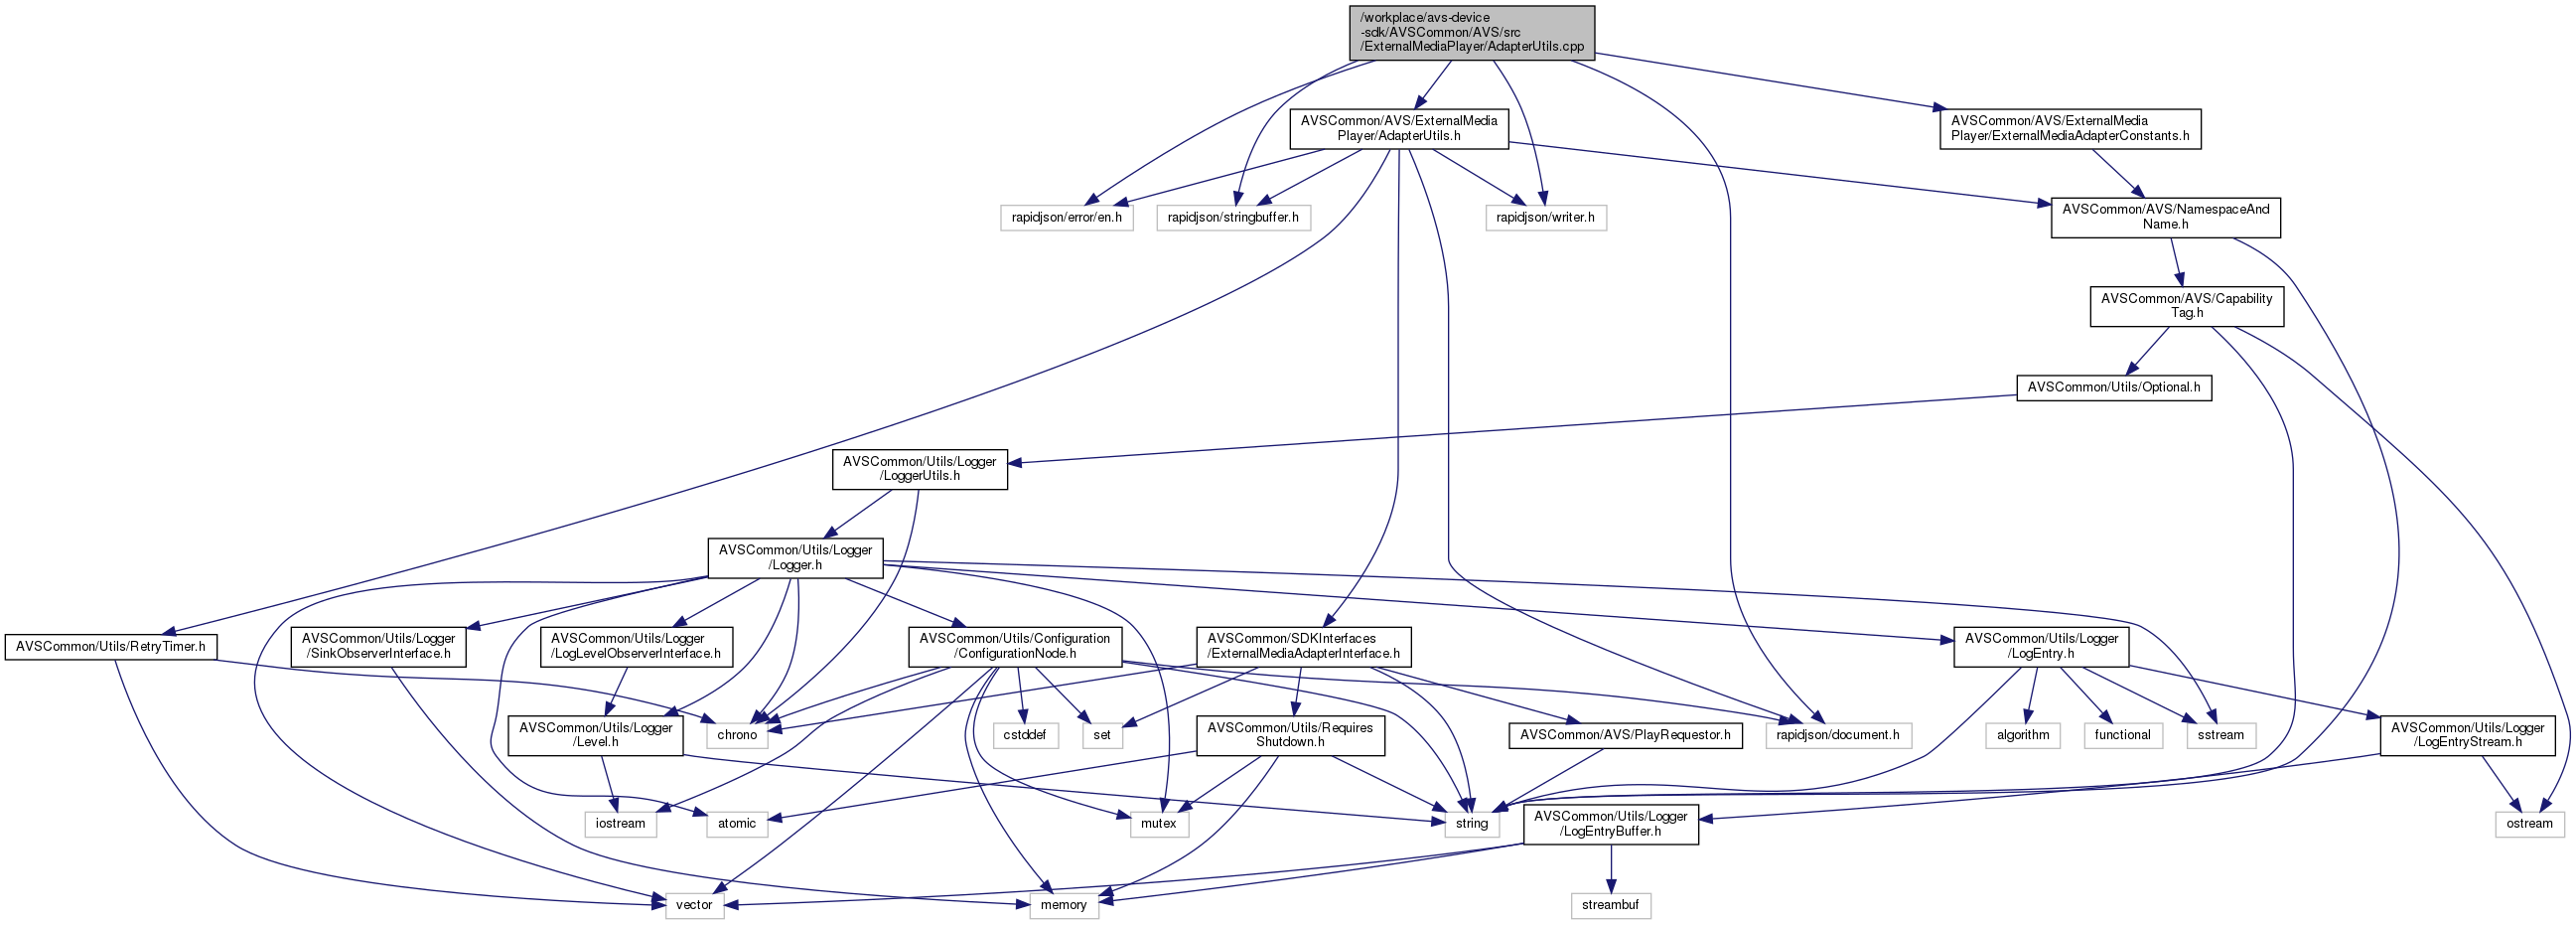 /workplace/avs-device
-sdk/AVSCommon/AVS/src
/ExternalMediaPlayer/AdapterUtils.cpp
AVSCommon/AVS/ExternalMedia
Player/AdapterUtils.h
AVSCommon/AVS/ExternalMedia
Player/ExternalMediaAdapterConstants.h
rapidjson/error/en.h
rapidjson/stringbuffer.h
rapidjson/writer.h
AVSCommon/AVS/NamespaceAnd
Name.h
AVSCommon/AVS/Capability
Tag.h
AVSCommon/Utils/Optional.h
AVSCommon/Utils/Logger
/LoggerUtils.h
AVSCommon/Utils/Logger
/Logger.h
AVSCommon/Utils/RetryTimer.h
AVSCommon/Utils/Logger
/SinkObserverInterface.h
AVSCommon/Utils/Logger
/LogLevelObserverInterface.h
AVSCommon/Utils/Configuration
/ConfigurationNode.h
AVSCommon/SDKInterfaces
/ExternalMediaAdapterInterface.h
AVSCommon/Utils/Logger
/LogEntry.h
AVSCommon/Utils/Logger
/Level.h
chrono
cstddef
set
AVSCommon/Utils/Requires
Shutdown.h
AVSCommon/AVS/PlayRequestor.h
rapidjson/document.h
algorithm
functional
sstream
AVSCommon/Utils/Logger
/LogEntryStream.h
iostream
atomic
mutex
string
AVSCommon/Utils/Logger
/LogEntryBuffer.h
ostream
vector
memory
streambuf